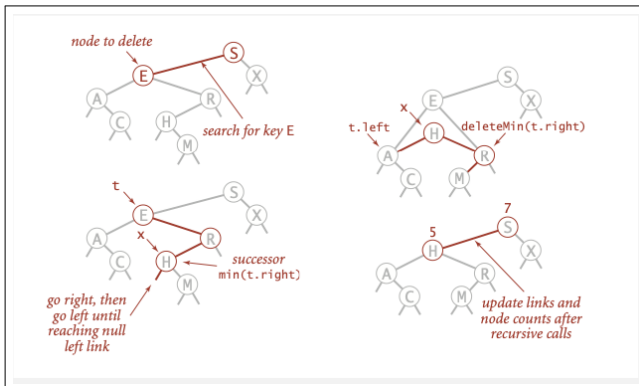 node to delete
S
E
X
A
R
C
H
search for key E
M
t
S
E
X
x
A
R
C
H
successor
min(t.right)
M
go right, then
go left until
reaching null
left link
S
E
X
x
t.left
H
deleteMin(t.right)
A
R
C
M
7
5
S
H
X
A
R
C
M
update links and
node counts after
recursive calls